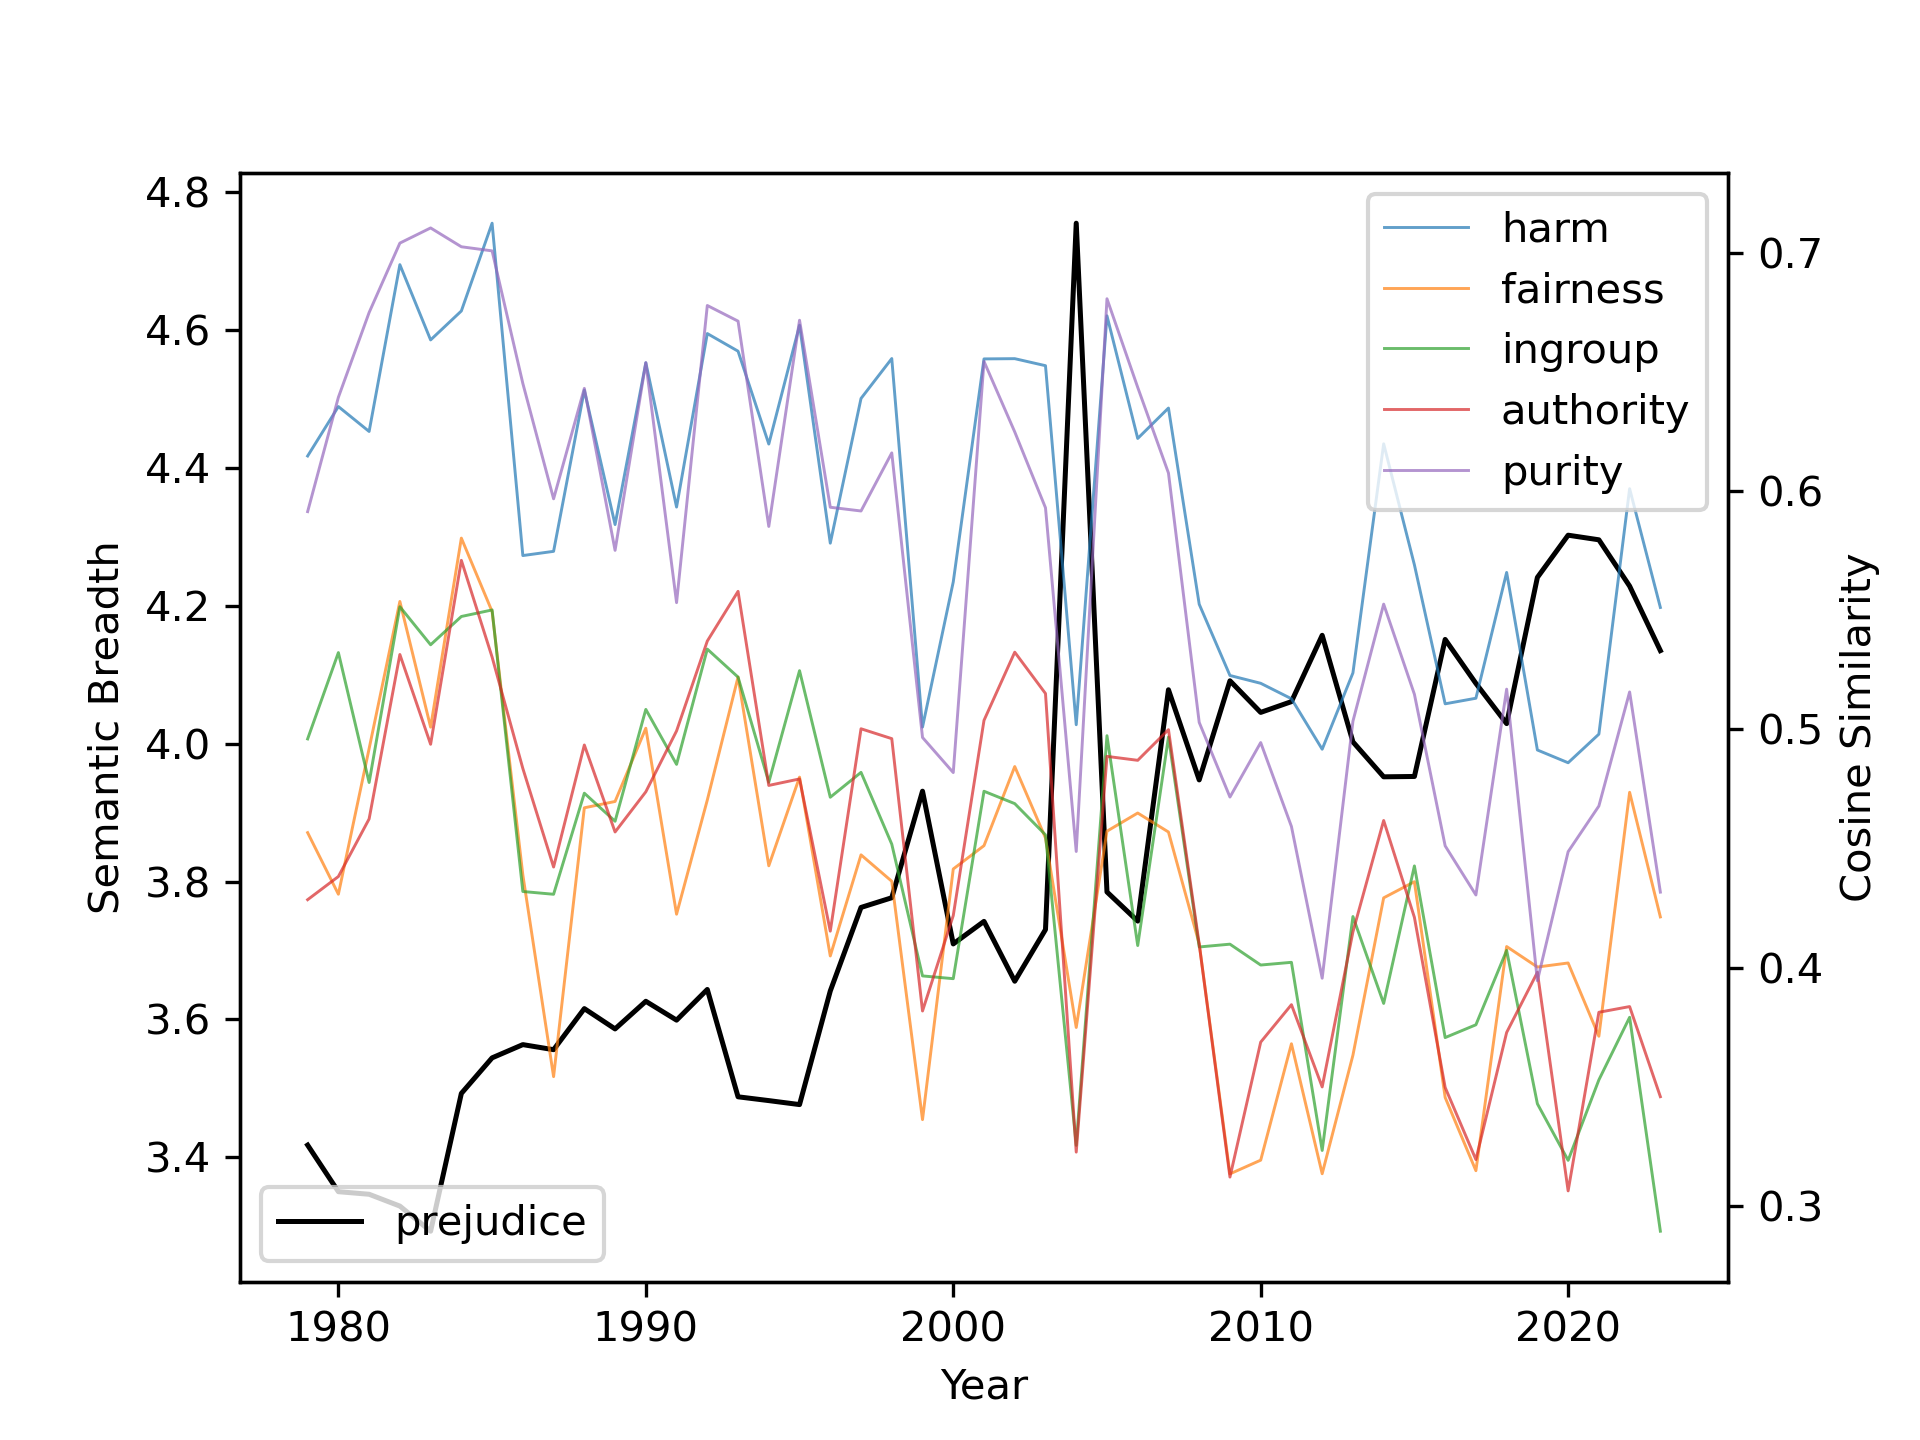 4.8
4.6
4.4
4.2
4.0
3.8
3.6
3.4
Semantic Breadth
harm
fairness
ingroup
authority
purity
prejudice
0.7
0.6
0.5
0.4
0.3
Cosine Similarity
1980 1990 2000 2010 2020
Year